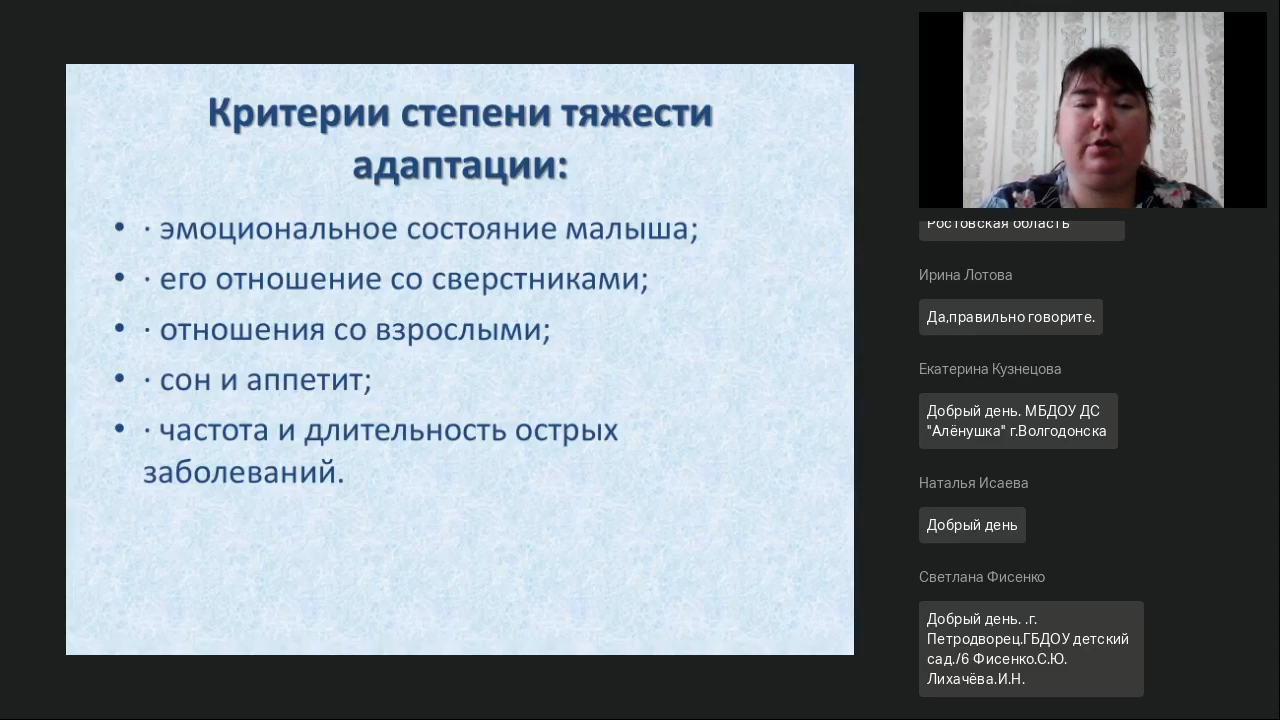 Критерии степени тяжести
адаптации:
• · эмоциональное состояние малыша;
• · его отношение со сверстниками;
• · отношения со взрослыми;
• · сон и аппетит;
• · частота и длительность острых
заболеваний.
Ростовская область
Ирина Лотова
Да,правильно говорите.
Екатерина Кузнецова
Добрый день. МБДОУ ДС
"Алёнушка" г.Волгодонска
Наталья Исаева
Добрый день
Светлана Фисенко
Добрый день. .г.
Петродворец.ГБДОУ детский
сад./6 Фисенко.С.Ю.
Лихачёва.И.Н.